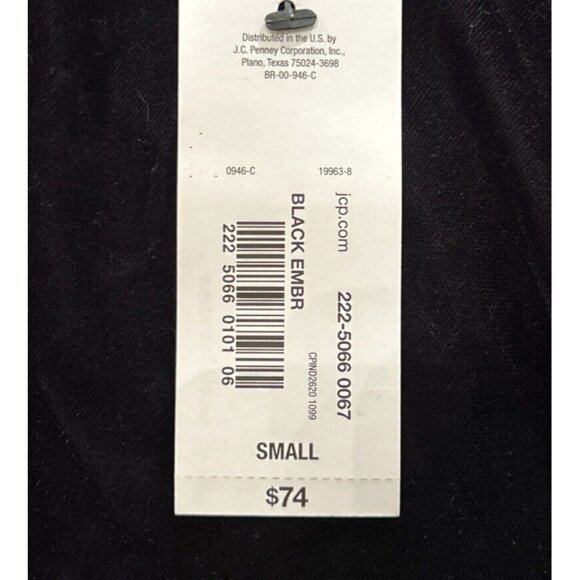 Distributed in the U.S. by
J.C. Penney Corporation, Inc.,
Plano, Texas 75024-3698
BR-00-946-C
0946-C 19963-8
jcp.com 222-5066 0067
CPIND2620 1099
BLACK EMBR
222 5066 0101 06
SMALL
$74